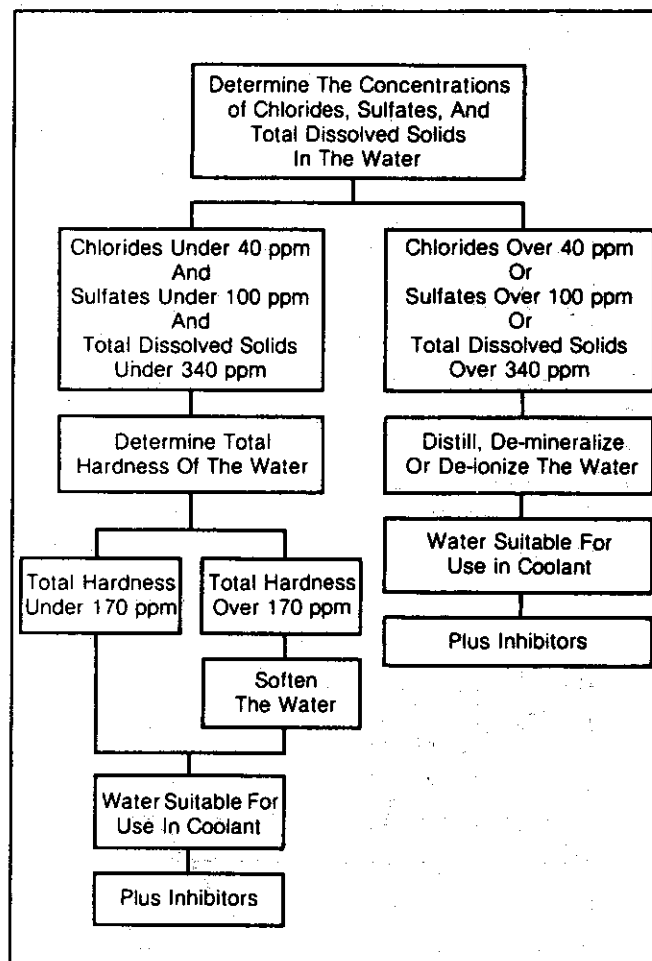 Determine The Concentrations
of Chlorides, Sulfates, And
Total Dissolved Solids
In The Water
Chlorides Under 40 ppm
And
Sulfates Under 100 ppm
And
Total Dissolved Solids
Under 340 ppm
Chlorides Over 40 ppm
Or
Sulfates Over 100 ppm
Or
Total Dissolved Solids
Over 340 ppm
Determine Total
Hardness Of The Water
Distill, De-mineralize
Or De-ionize The Water
Water Suitable For
Use in Coolant
Plus Inhibitors
Total Hardness
Under 170 ppm
Total Hardness
Over 170 ppm
Soften
The Water
Water Suitable For
Use In Coolant
Plus Inhibitors